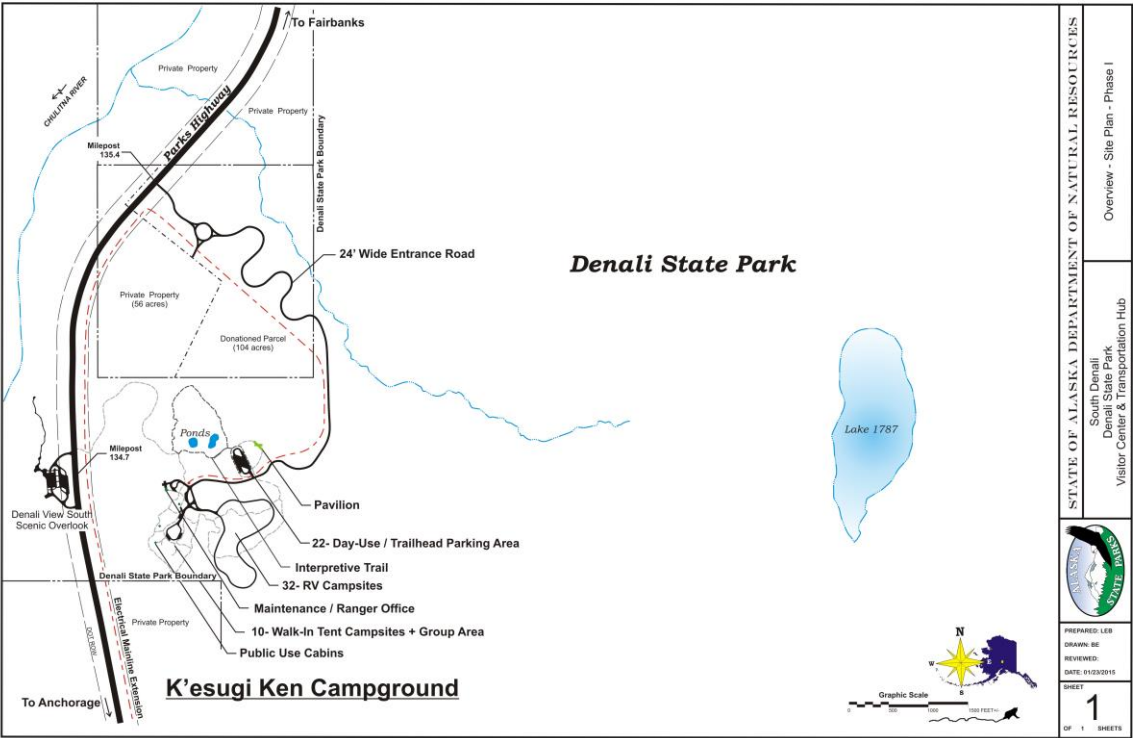 To Fairbanks
Private Property
CHULITNA RIVER
Private Property
Parks Highway
Milepost
135.4
Denali State Park Boundary
24' Wide Entrance Road
Denali State Park
Private Property
(56 acres)
Donationed Parcel
(104 acres)
Ponds
Lake 1787
Milepost
134.7
Denali View South
Scenic Overlook
Pavilion
22- Day-Use / Trailhead Parking Area
Interpretive Trail
32- RV Campsites
Denali State Park Boundary
Maintenance / Ranger Office
10- Walk-In Tent Campsites + Group Area
Public Use Cabins
Private Property
DOT ROW
Electrical Mainline Extension
To Anchorage
K'esugi Ken Campground
N
W
E
S
Graphic Scale
0 500 1000 1500 FEET+/-
STATE OF ALASKA DEPARTMENT OF NATURAL RESOURCES
Overview - Site Plan - Phase I
South Denali
Denali State Park
Visitor Center & Transportation Hub
ALASKA
STATE PARKS
PREPARED: LEB
DRAWN: BE
REVIEWED:
DATE: 01/23/2015
SHEET
1
OF 1 SHEETS